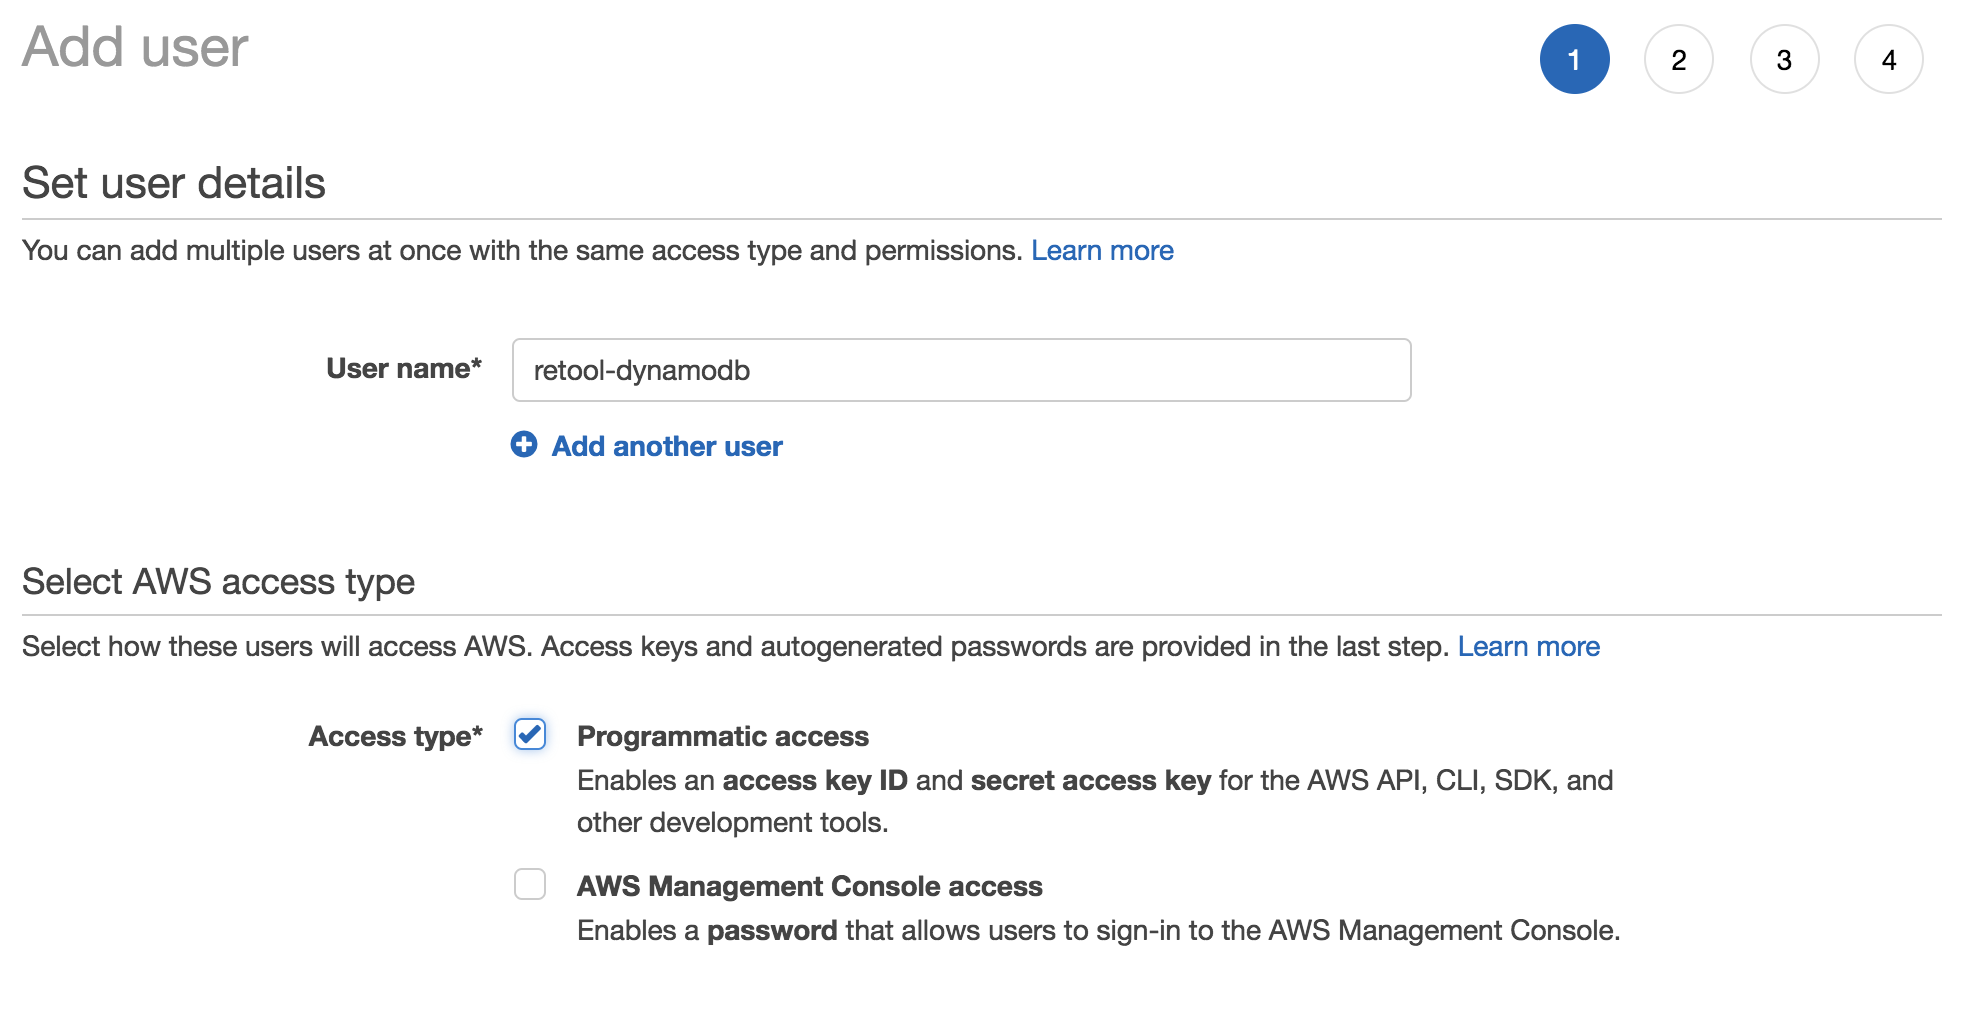 Add user
1 2 3 4
Set user details
You can add multiple users at once with the same access type and permissions. Learn more
User name* retool-dynamodb
Add another user
Select AWS access type
Select how these users will access AWS. Access keys and autogenerated passwords are provided in the last step. Learn more
Access type* Programmatic access
Enables an access key ID and secret access key for the AWS API, CLI, SDK, and
other development tools.
AWS Management Console access
Enables a password that allows users to sign-in to the AWS Management Console.